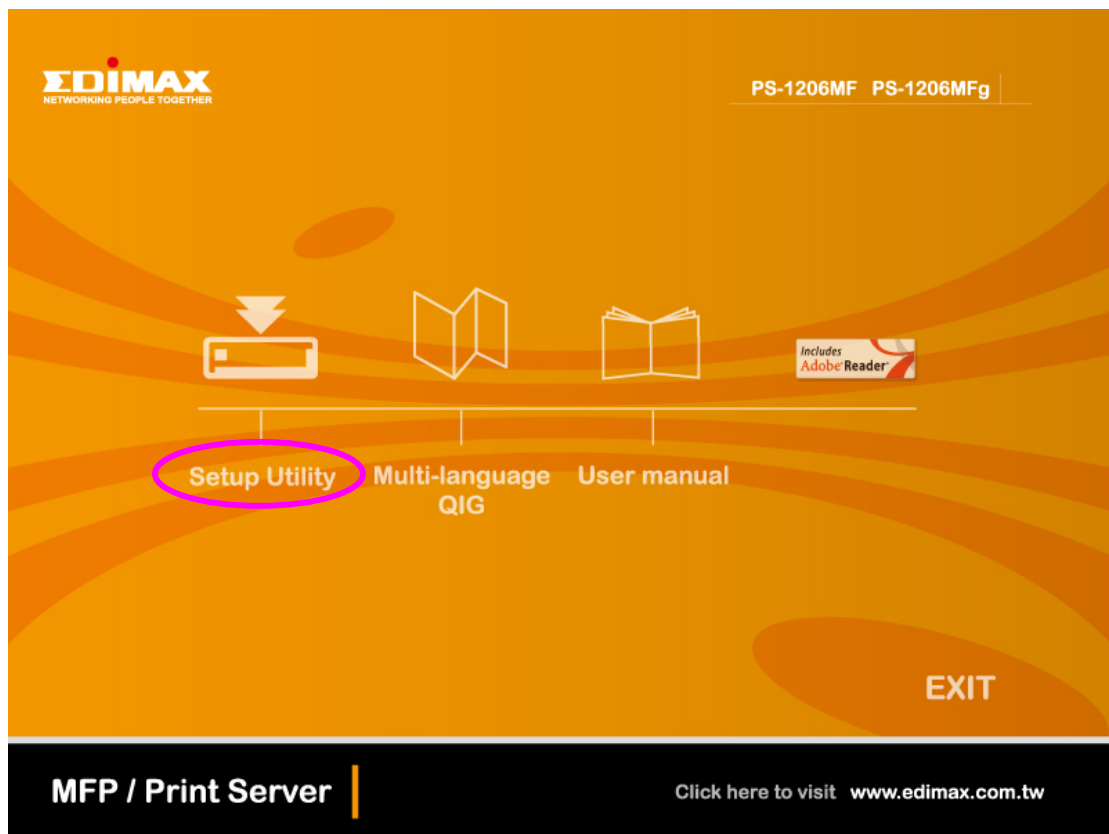 EDIMAX
NETWORKING PEOPLE TOGETHER
PS-1206MF PS-1206MFg
Includes
Adobe Reader
Setup Utility
Multi-language
QIG
User manual
EXIT
MFP / Print Server
Click here to visit www.edimax.com.tw